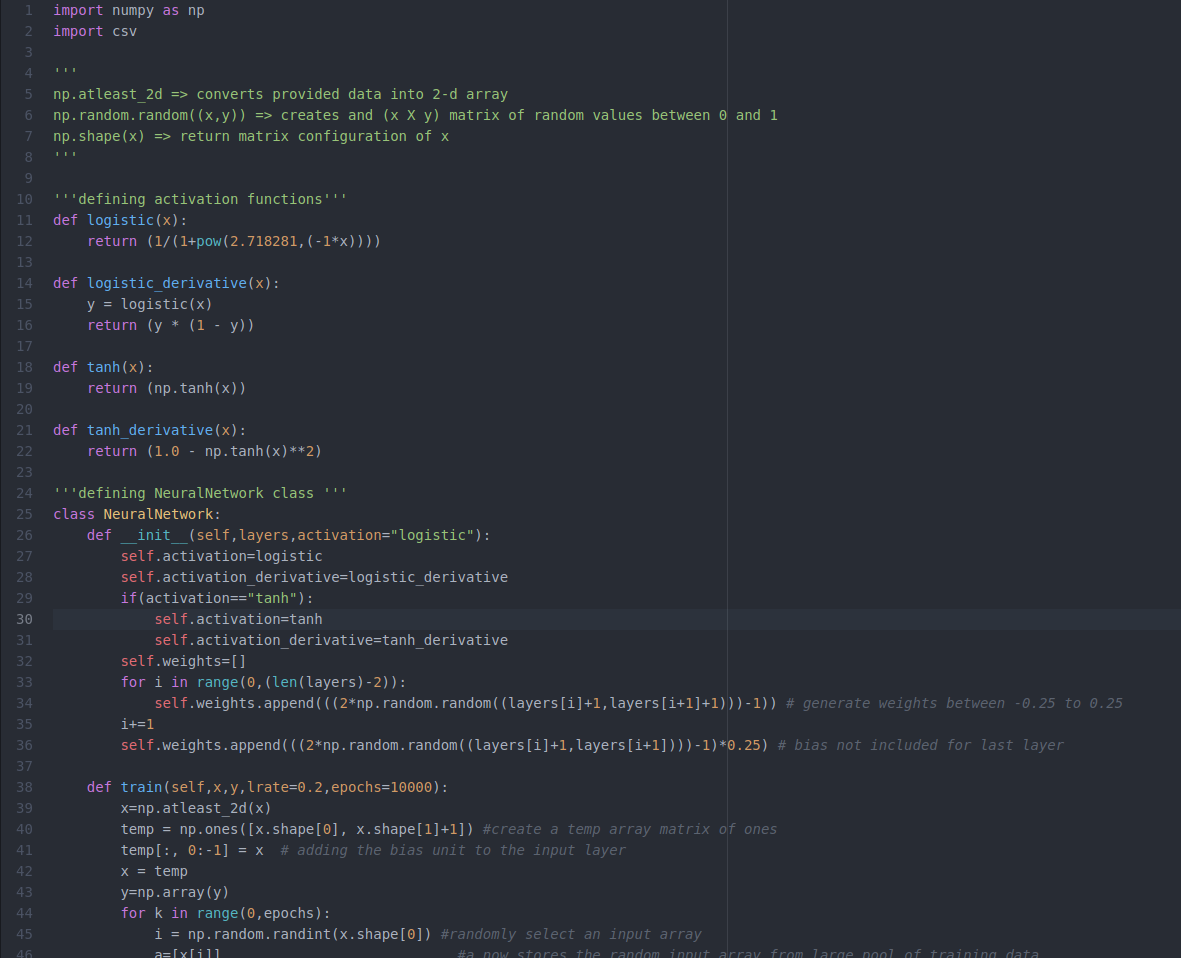 1 import numpy as np
2 import csv
3
4 '''
5 np.atleast_2d => converts provided data into 2-d array
6 np.random.random((x,y)) => creates and (x X y) matrix of random values between 0 and 1
7 np.shape(x) => return matrix configuration of x
8 '''
9
10 '''defining activation functions'''
11 def logistic(x):
12     return (1/(1+pow(2.718281,(-1*x))))
13
14 def logistic_derivative(x):
15     y = logistic(x)
16     return (y * (1 - y))
17
18 def tanh(x):
19     return (np.tanh(x))
20
21 def tanh_derivative(x):
22     return (1.0 - np.tanh(x)**2)
23
24 '''defining NeuralNetwork class '''
25 class NeuralNetwork:
26     def __init__(self,layers,activation="logistic"):
27         self.activation=logistic
28         self.activation_derivative=logistic_derivative
29         if(activation=="tanh"):
30             self.activation=tanh
31             self.activation_derivative=tanh_derivative
32         self.weights=[]
33         for i in range(0,(len(layers)-2)):
34             self.weights.append(((2*np.random.random((layers[i]+1,layers[i+1]+1)))-1)) # generate weights between -0.25 to 0.25
35         i+=1
36         self.weights.append(((2*np.random.random((layers[i]+1,layers[i+1])))-1)*0.25) # bias not included for last layer
37
38     def train(self,x,y,lrate=0.2,epochs=10000):
39         x=np.atleast_2d(x)
40         temp = np.ones([x.shape[0], x.shape[1]+1]) #create a temp array matrix of ones
41         temp[:, 0:-1] = x  # adding the bias unit to the input layer
42         x = temp
43         y=np.array(y)
44         for k in range(0,epochs):
45             i = np.random.randint(x.shape[0]) #randomly select an input array
46             a=[x[i]]                            #a now stores the random input array from large pool of training data